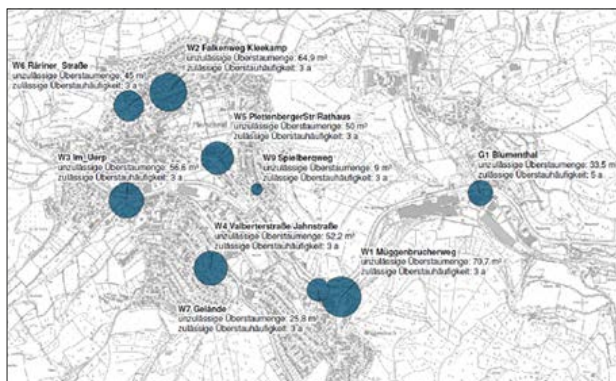 W2 Falkenweg Kleekamp
unzulässige Überstaumenge: 64,9 m³
zulässige Überstauhäufigkeit: 3 a
W6 Räriner_Straße
unzulässige Überstaumenge: 45 m³
zulässige Überstauhäufigkeit: 3 a
W5 PlettenbergerStr Rathaus
unzulässige Überstaumenge: 50 m³
zulässige Überstauhäufigkeit: 3 a
W3 Im_Uerp
unzulässige Überstaumenge: 56,6 m³
zulässige Überstauhäufigkeit: 3 a
W9 Spielbergweg
unzulässige Überstaumenge: 9 m³
zulässige Überstauhäufigkeit: 3 a
G1 Blumenthal
unzulässige Überstaumenge: 33,5 m
zulässige Überstauhäufigkeit: 5 a
W4 Valberterstraße Jahnstraße
unzulässige Überstaumenge: 52,2 m³
zulässige Überstauhäufigkeit: 3 a
W1 Müggenbrucherweg
unzulässige Überstaumenge: 79,7 m³
zulässige Überstauhäufigkeit: 3 a
W7 Gelände
unzulässige Überstaumenge: 25,8 m³
zulässige Überstauhäufigkeit: 3 a